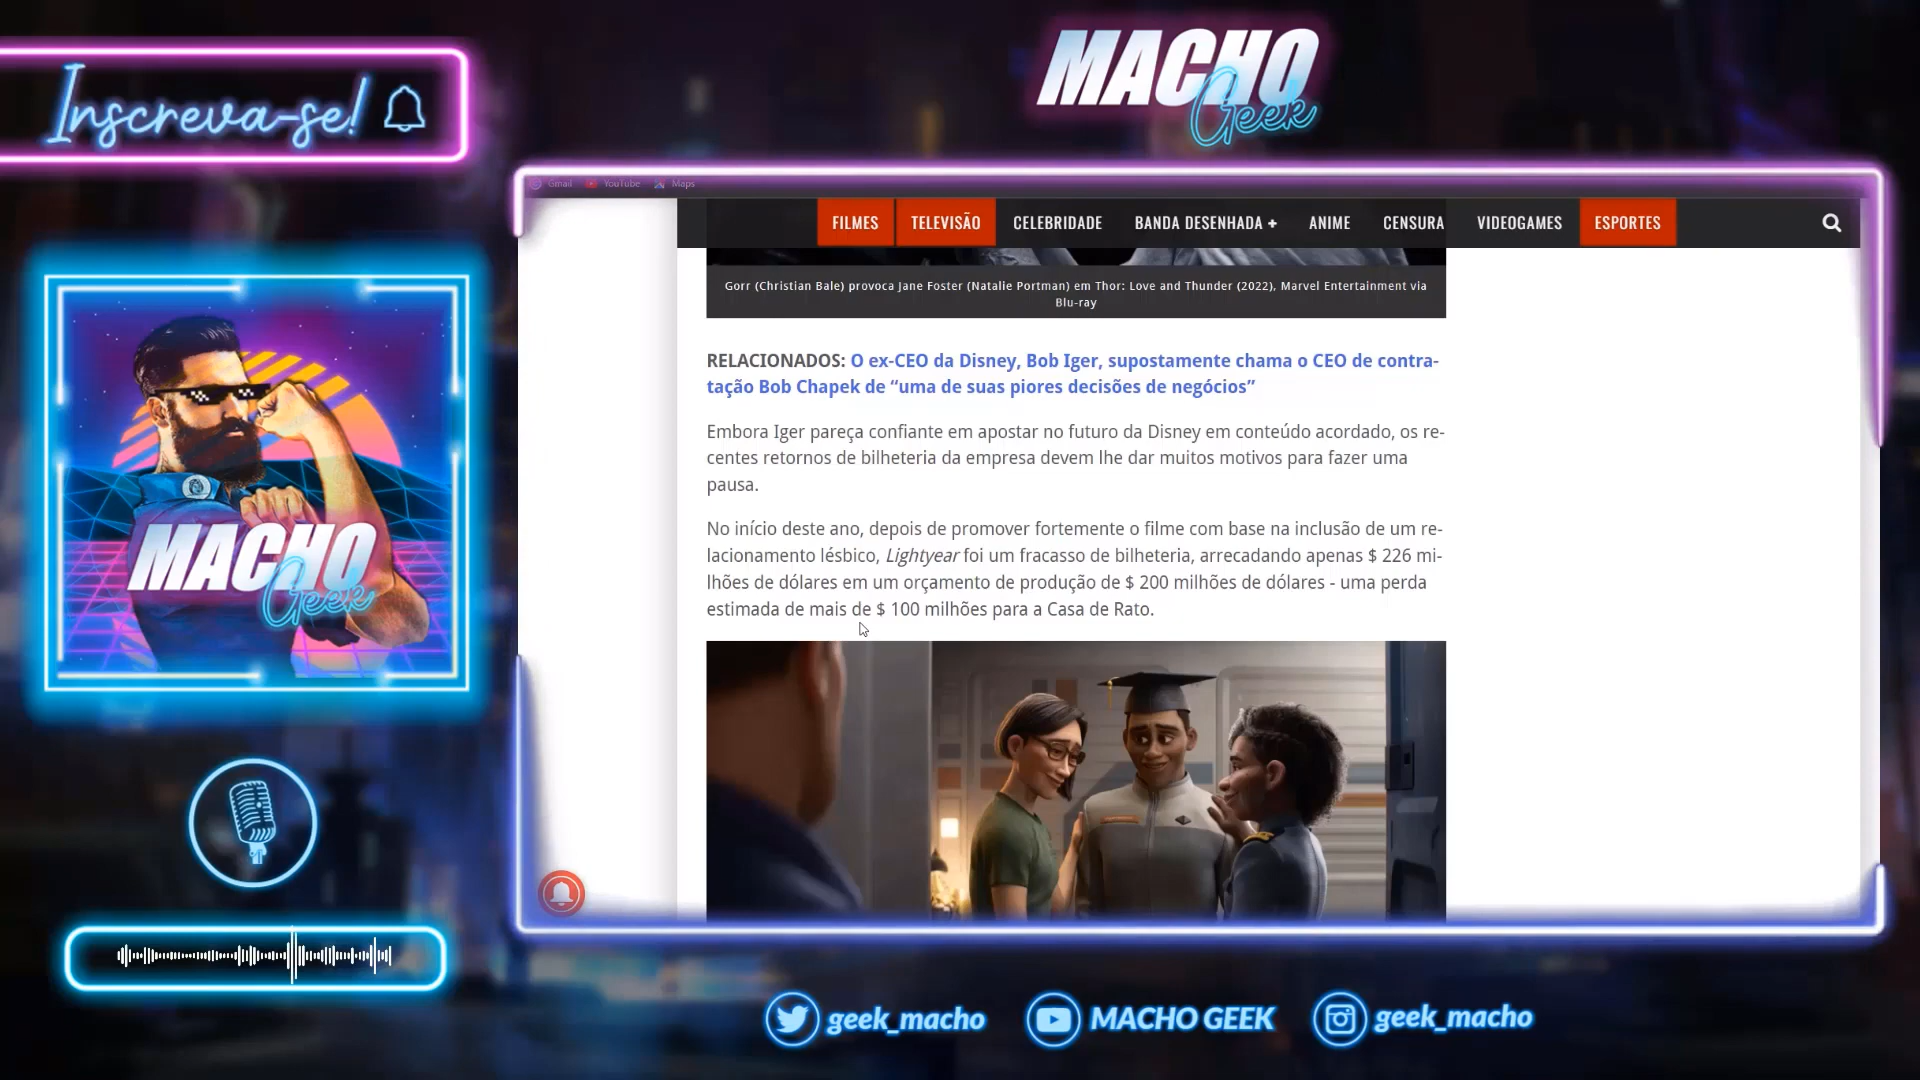 Inscreva-se!
MACHO
Geek
Gmail YouTube Maps
FILMES TELEVISÃO CELEBRIDADE BANDA DESENHADA + ANIME CENSURA VIDEOGAMES ESPORTES
Gorr (Christian Bale) provoca Jane Foster (Natalie Portman) em Thor: Love and Thunder (2022), Marvel Entertainment via
Blu-ray
RELACIONADOS: O ex-CEO da Disney, Bob Iger, supostamente chama o CEO de contra-
tação Bob Chapek de “uma de suas piores decisões de negócios”
Embora Iger pareça confiante em apostar no futuro da Disney em conteúdo acordado, os re-
centes retornos de bilheteria da empresa devem lhe dar muitos motivos para fazer uma
pausa.
No início deste ano, depois de promover fortemente o filme com base na inclusão de um re-
lacionamento lésbico, Lightyear foi um fracasso de bilheteria, arrecadando apenas $ 226 mi-
lhões de dólares em um orçamento de produção de $ 200 milhões de dólares - uma perda
estimada de mais de $ 100 milhões para a Casa de Rato.
MACHO
Geek
geek_macho MACHO GEEK geek_macho